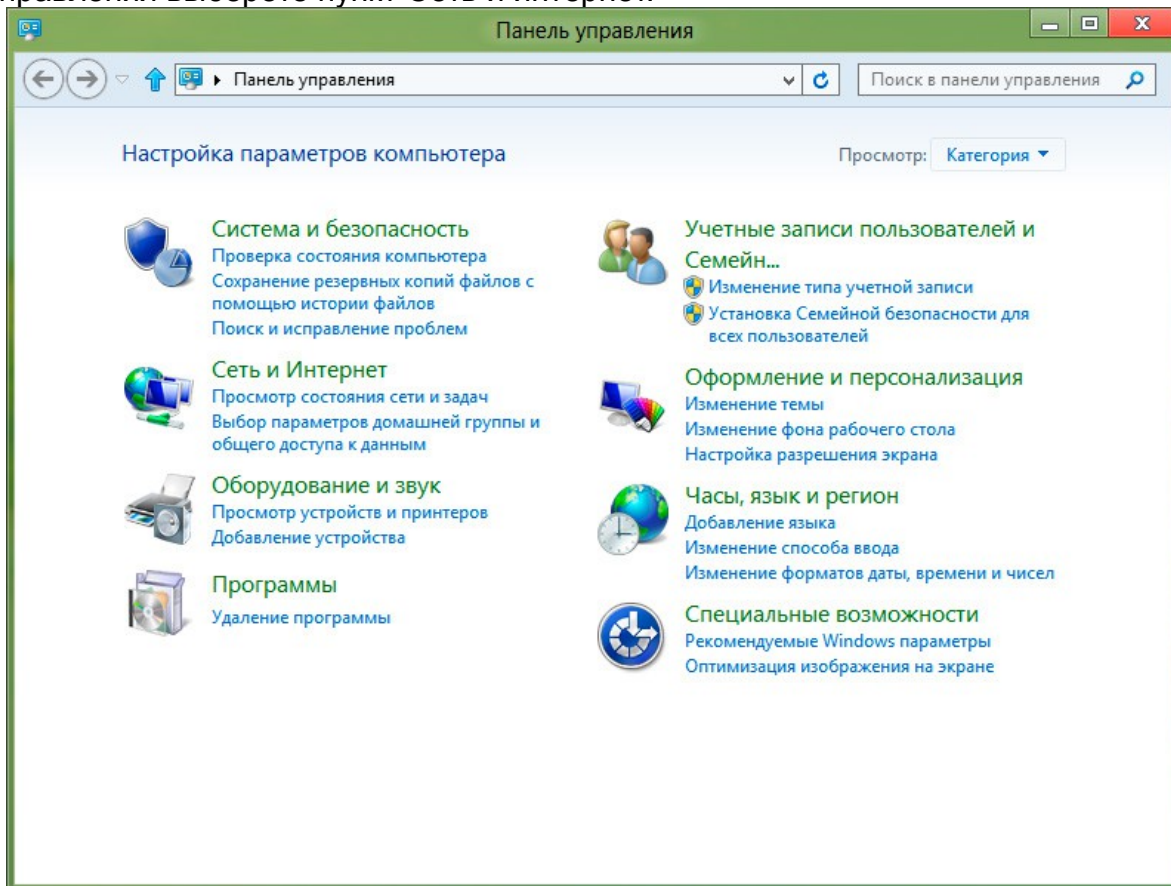 Панель управления
Панель управления
Поиск в панели управления
Настройка параметров компьютера
Просмотр: Категория
Система и безопасность
Проверка состояния компьютера
Сохранение резервных копий файлов с
помощью истории файлов
Поиск и исправление проблем
Сеть и Интернет
Просмотр состояния сети и задач
Выбор параметров домашней группы и
общего доступа к данным
Оборудование и звук
Просмотр устройств и принтеров
Добавление устройства
Программы
Удаление программы
Учетные записи пользователей и
Семейн...
Изменение типа учетной записи
Установка Семейной безопасности для
всех пользователей
Оформление и персонализация
Изменение темы
Изменение фона рабочего стола
Настройка разрешения экрана
Часы, язык и регион
Добавление языка
Изменение способа ввода
Изменение форматов даты, времени и чисел
Специальные возможности
Рекомендуемые Windows параметры
Оптимизация изображения на экране